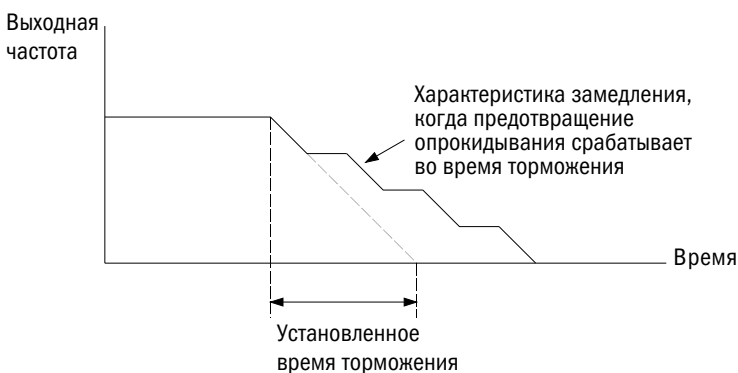 Выходная
частота
Характеристика замедления,
когда предотвращение
опрокидывания срабатывает
во время торможения
Время
Установленное
время торможения